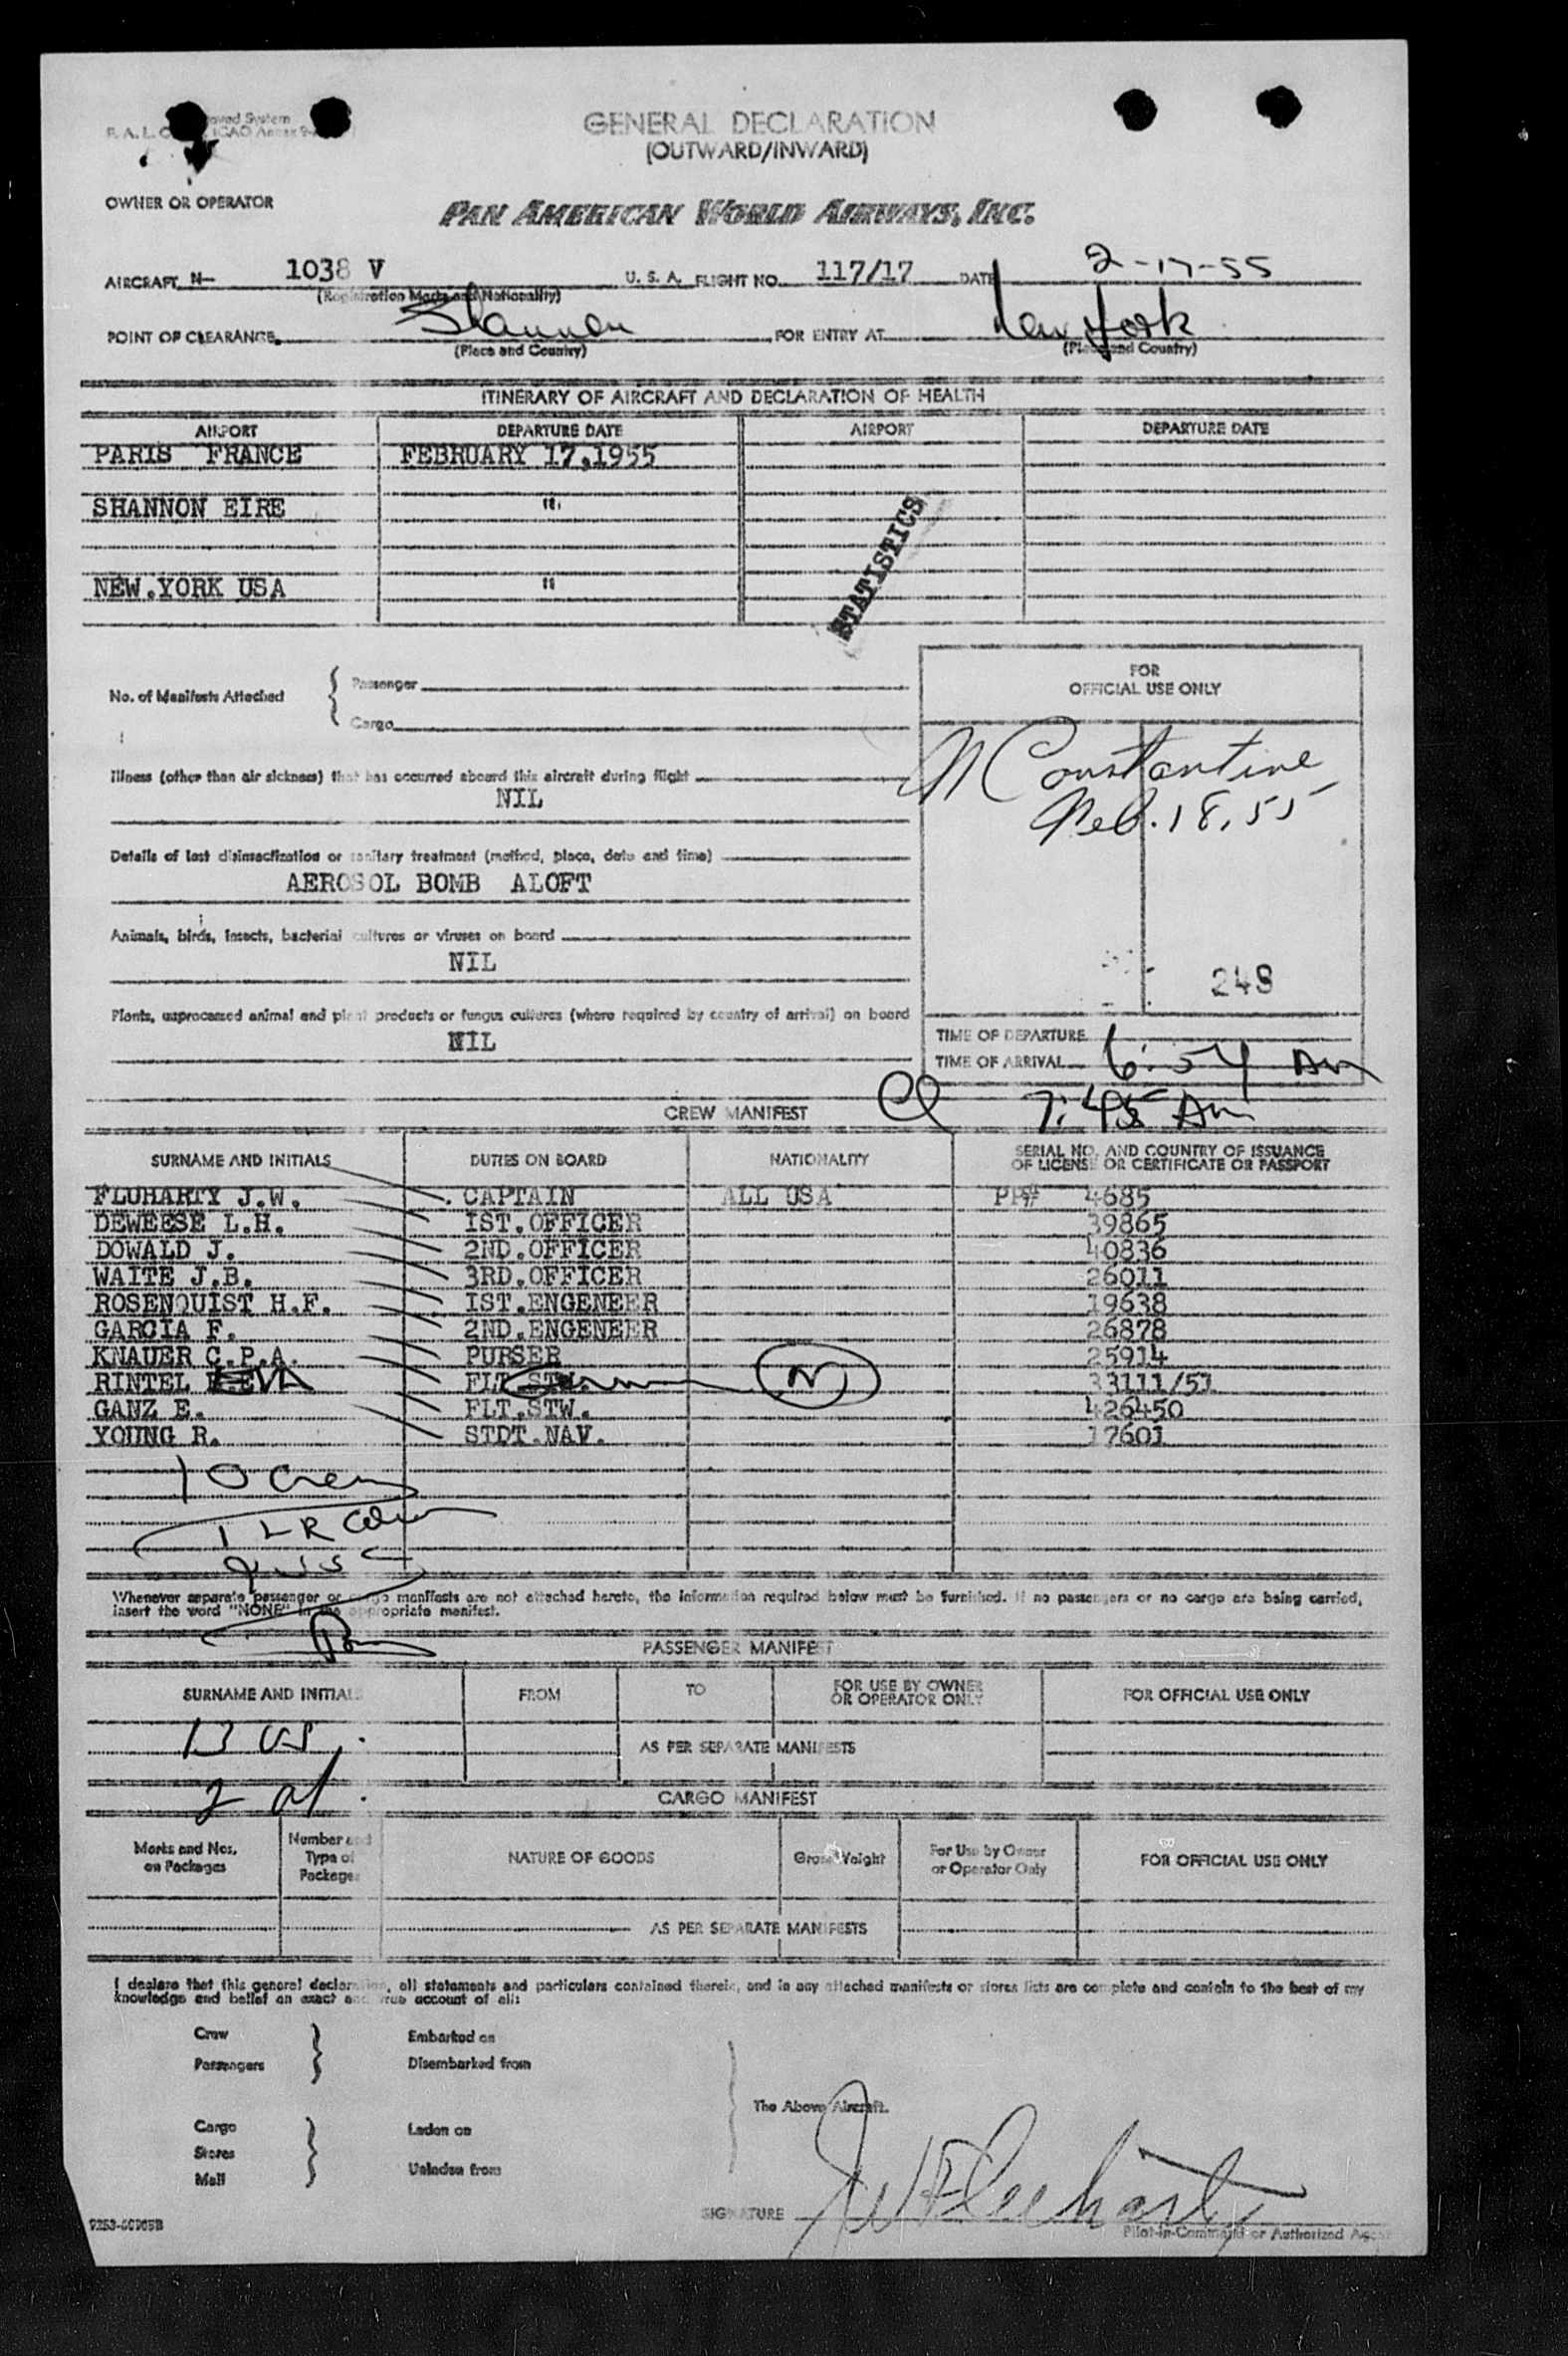 GENERAL DECLARATION
(OUTWARD/INWARD)
OWNER OR OPERATOR
PAN AMERICAN WORLD AIRWAYS, INC.
AIRCRAFT N- 1038 V U. S. A. FLIGHT NO. 117/17 DATE 2-17-55
(Registration Marks and Nationality)
POINT OF CLEARANCE Shannon FOR ENTRY AT New York
(Place and Country) (Place and Country)
ITINERARY OF AIRCRAFT AND DECLARATION OF HEALTH
AIRPORT DEPARTURE DATE AIRPORT DEPARTURE DATE
PARIS FRANCE FEBRUARY 17,1955
SHANNON EIRE "
NEW.YORK USA "
STATISTICS
FOR
OFFICIAL USE ONLY
No. of Manifests Attached { Passenger
Cargo
N Constantine
Feb. 18, 55
Illness (other than air sickness) that has occurred aboard this aircraft during flight
NIL
Details of last disinsectization or sanitary treatment (method, place, date and time)
AEROSOL BOMB ALOFT
Animals, birds, insects, bacterial cultures or viruses on board
NIL
248
Plants, unprocessed animal and plant products or fungus cultures (where required by country of arrival) on board
NIL
TIME OF DEPARTURE
TIME OF ARRIVAL 6:54 Am
7:45 Am
CREW MANIFEST
SURNAME AND INITIALS DUTIES ON BOARD NATIONALITY SERIAL NO. AND COUNTRY OF ISSUANCE
OF LICENSE OR CERTIFICATE OR PASSPORT
FLUHARTY J.W. CAPTAIN ALL USA PP# 4685
DEWEESE L.H. IST.OFFICER 39865
DOWALD J. 2ND.OFFICER 40836
WAITE J.B. 3RD.OFFICER 26011
ROSENQUIST H.F. IST.ENGENEER 19638
GARCIA F. 2ND.ENGENEER 26878
KNAUER C.P.A. PURSER 25914
RINTEL EVA FLT.STW. N 33111/51
GANZ E. FLT.STW. 426450
YOUNG R. STDT.NAV. 17601
10 Crew
Whenever separate passenger or cargo manifests are not attached hereto, the information required below must be furnished. If no passengers or no cargo are being carried,
insert the word "NONE" in the appropriate manifest.
PASSENGER MANIFEST
SURNAME AND INITIALS FROM TO FOR USE BY OWNER
OR OPERATOR ONLY FOR OFFICIAL USE ONLY
13 US
AS PER SEPARATE MANIFESTS
2 al.
CARGO MANIFEST
Marks and Nos.
on Packages Number and
Type of
Packages NATURE OF GOODS Gross Weight For Use by Owner
or Operator Only FOR OFFICIAL USE ONLY
AS PER SEPARATE MANIFESTS
I declare that this general declaration, all statements and particulars contained therein, and in any attached manifests or stores lists are complete and contain to the best of my
knowledge and belief an exact and true account of all:
Crew Embarked on
Passengers Disembarked from
The Above Aircraft.
Cargo Laden on
Stores
Mail Unladen from
SIGNATURE JW Fluharty
Pilot-in-Command or Authorized Agent